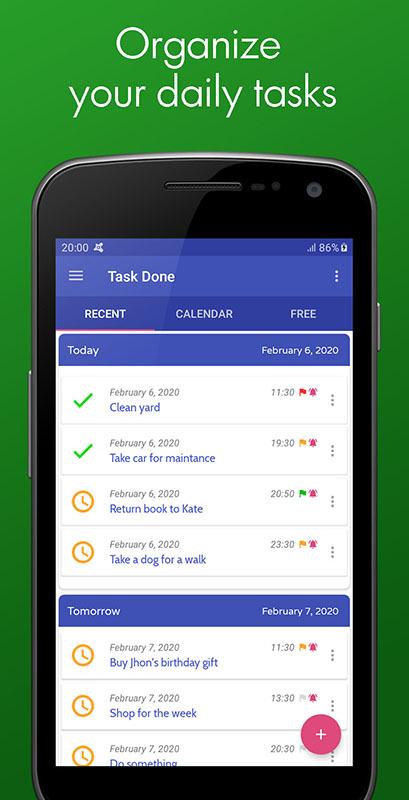 Organize
your daily tasks
20:00 86%
Task Done
RECENT CALENDAR FREE
Today February 6, 2020
February 6, 2020 11:30
Clean yard
February 6, 2020 19:30
Take car for maintance
February 6, 2020 20:50
Return book to Kate
February 6, 2020 23:30
Take a dog for a walk
Tomorrow February 7, 2020
February 7, 2020 11:30
Buy Jhon's birthday gift
February 7, 2020 13:30
Shop for the week
February 7, 2020 20:30
Do something